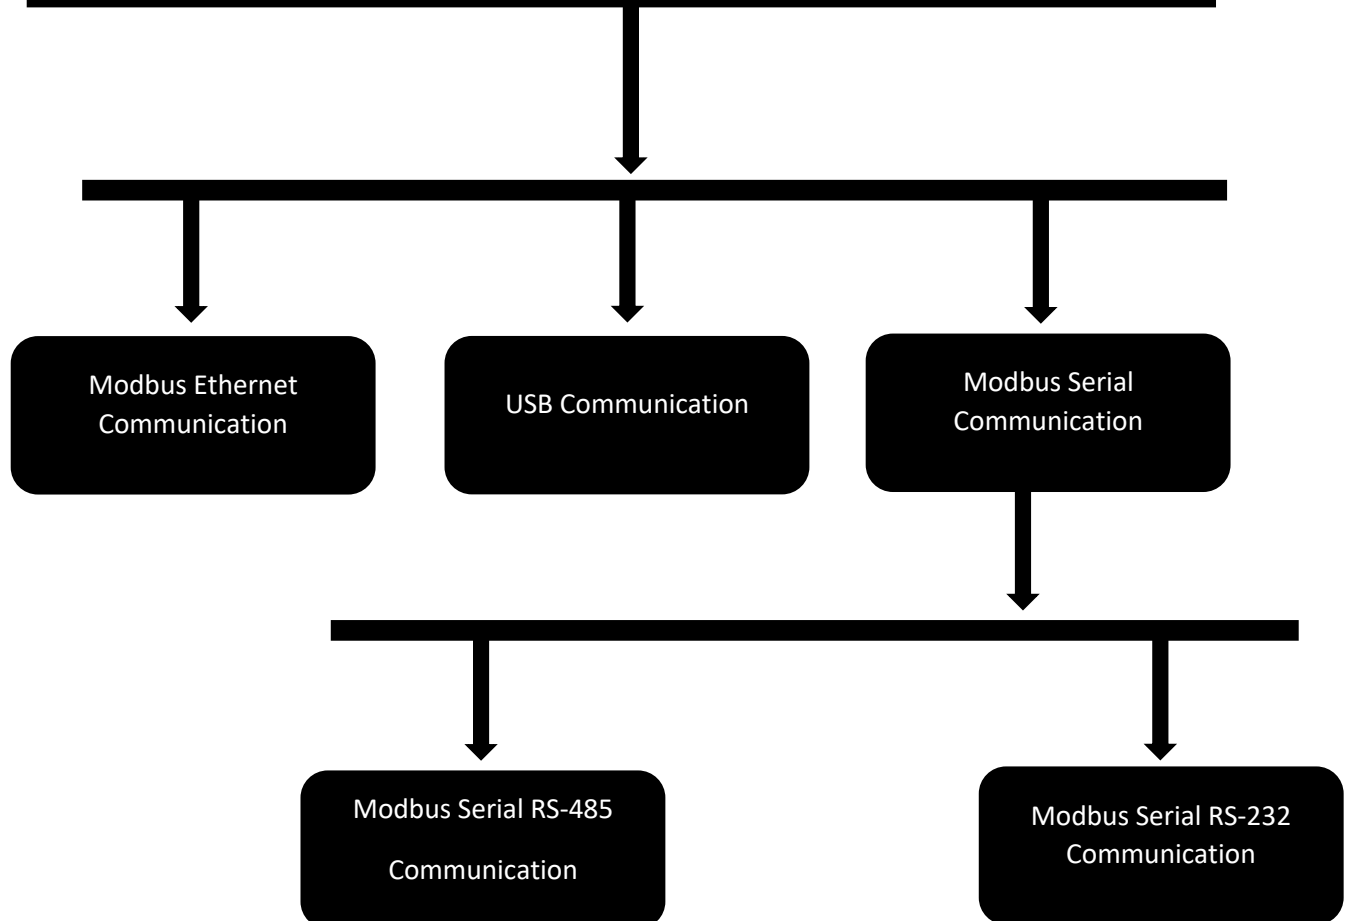 Modbus Ethernet
Communication
USB Communication
Modbus Serial
Communication
Modbus Serial RS-485
Communication
Modbus Serial RS-232
Communication